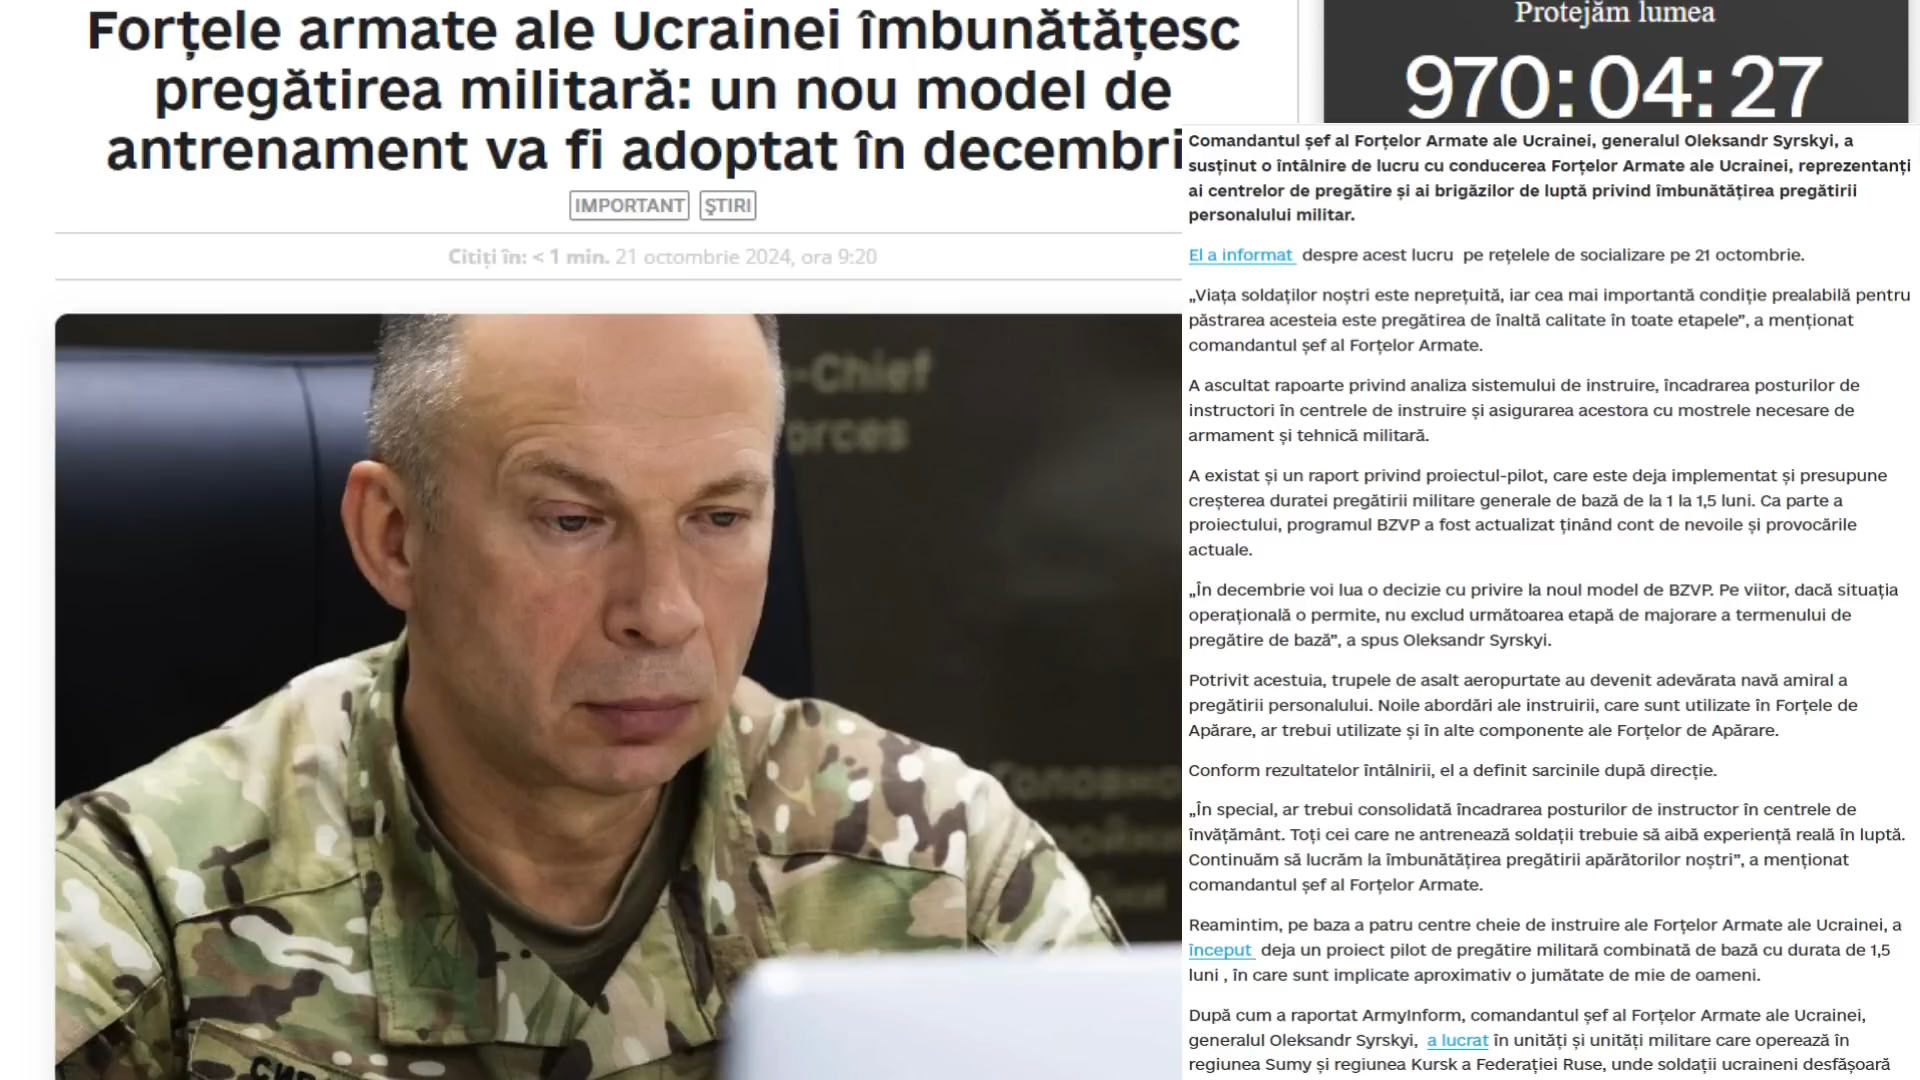 Forțele armate ale Ucrainei îmbunătățesc
pregătirea militară: un nou model de
antrenament va fi adoptat în decembri
IMPORTANT ȘTIRI
Citiți în: < 1 min. 21 octombrie 2024, ora 9:20
-Chief
orces
Protejăm lumea
970:04:27
Comandantul șef al Forțelor Armate ale Ucrainei, generalul Oleksandr Syrskyi, a
susținut o întâlnire de lucru cu conducerea Forțelor Armate ale Ucrainei, reprezentanți
ai centrelor de pregătire și ai brigăzilor de luptă privind îmbunătățirea pregătirii
personalului militar.
El a informat despre acest lucru pe rețelele de socializare pe 21 octombrie.
„Viața soldaților noștri este neprețuită, iar cea mai importantă condiție prealabilă pentru
păstrarea acesteia este pregătirea de înaltă calitate în toate etapele”, a menționat
comandantul șef al Forțelor Armate.
A ascultat rapoarte privind analiza sistemului de instruire, încadrarea posturilor de
instructori în centrele de instruire și asigurarea acestora cu mostrele necesare de
armament și tehnică militară.
A existat și un raport privind proiectul-pilot, care este deja implementat și presupune
creșterea duratei pregătirii militare generale de bază de la 1 la 1,5 luni. Ca parte a
proiectului, programul BZVP a fost actualizat ținând cont de nevoile și provocările
actuale.
„În decembrie voi lua o decizie cu privire la noul model de BZVP. Pe viitor, dacă situația
operațională o permite, nu exclud următoarea etapă de majorare a termenului de
pregătire de bază”, a spus Oleksandr Syrskyi.
Potrivit acestuia, trupele de asalt aeropurtate au devenit adevărata navă amiral a
pregătirii personalului. Noile abordări ale instruirii, care sunt utilizate în Forțele de
Apărare, ar trebui utilizate și în alte componente ale Forțelor de Apărare.
Conform rezultatelor întâlnirii, el a definit sarcinile după direcție.
„În special, ar trebui consolidată încadrarea posturilor de instructor în centrele de
învățământ. Toți cei care ne antrenează soldații trebuie să aibă experiență reală în luptă.
Continuăm să lucrăm la îmbunătățirea pregătirii apărătorilor noștri”, a menționat
comandantul șef al Forțelor Armate.
Reamintim, pe baza a patru centre cheie de instruire ale Forțelor Armate ale Ucrainei, a
început deja un proiect pilot de pregătire militară combinată de bază cu durata de 1,5
luni , în care sunt implicate aproximativ o jumătate de mie de oameni.
După cum a raportat ArmyInform, comandantul șef al Forțelor Armate ale Ucrainei,
generalul Oleksandr Syrskyi, a lucrat în unități și unități militare care operează în
regiunea Sumy și regiunea Kursk a Federației Ruse, unde soldații ucraineni desfășoară